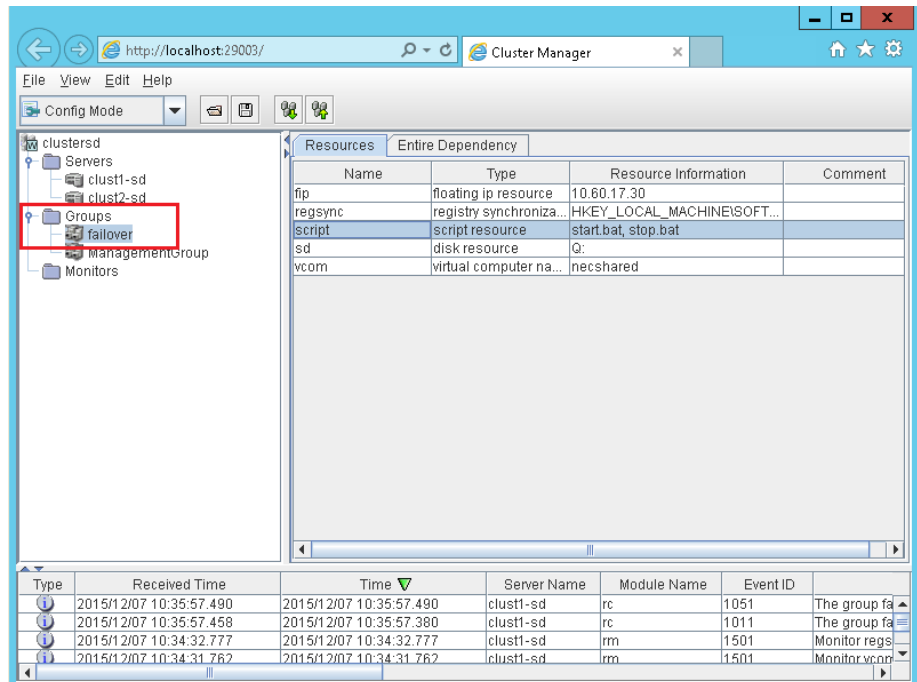 http://localhost:29003/
Cluster Manager
File View Edit Help
Config Mode
clustersd
Servers
clust1-sd
clust2-sd
Groups
failover
ManagementGroup
Monitors
Resources Entire Dependency
Name Type Resource Information Comment
fip floating ip resource 10.60.17.30
regsync registry synchroniza... HKEY_LOCAL_MACHINE\SOFT...
script script resource start.bat, stop.bat
sd disk resource Q:
vcom virtual computer na... necshared
Type Received Time Time Server Name Module Name Event ID
2015/12/07 10:35:57.490 2015/12/07 10:35:57.490 clust1-sd rc 1051 The group fa
2015/12/07 10:35:57.458 2015/12/07 10:35:57.380 clust1-sd rc 1011 The group fa
2015/12/07 10:34:32.777 2015/12/07 10:34:32.777 clust1-sd rm 1501 Monitor regs
2015/12/07 10:34:31.762 2015/12/07 10:34:31.762 clust1-sd rm 1501 Monitor vcom